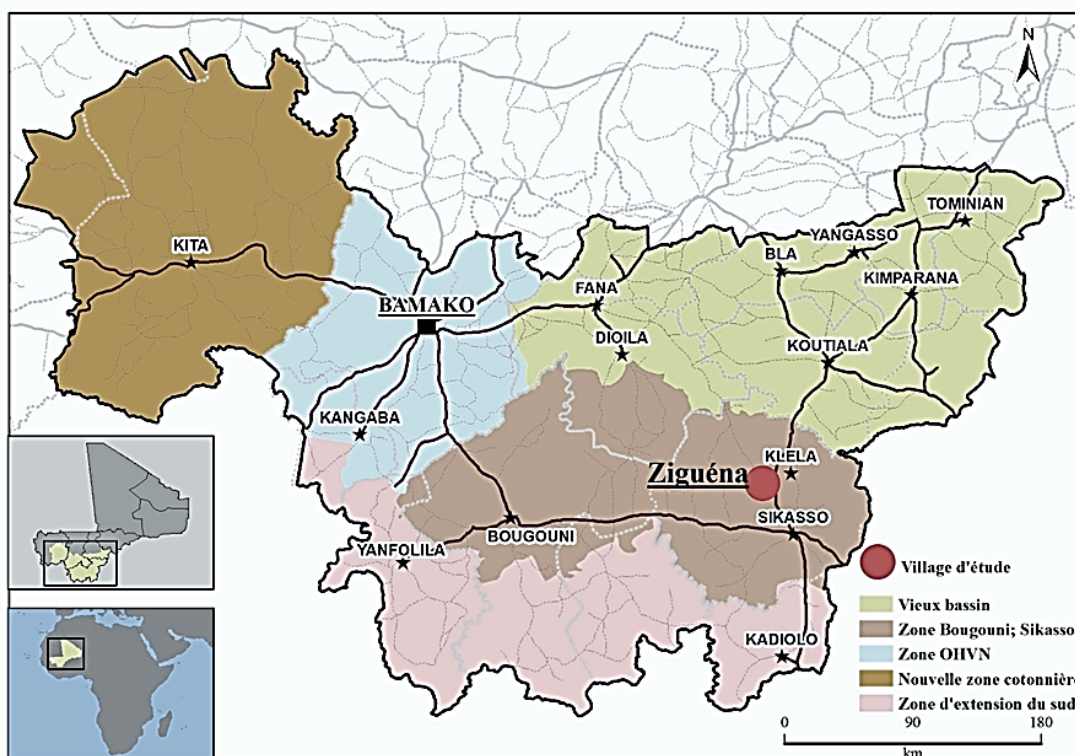 N
TOMINIAN
YANGASSO
BLA
KITA
KIMPARANA
FANA
BAMAKO
DIOILA
KOUTIALA
KANGABA
KLELA
Ziguéna
SIKASSO
BOUGOUNI
YANFOLILA
KADIOLO
Village d'étude
Vieux bassin
Zone Bougouni; Sikasso
Zone OHVN
Nouvelle zone cotonnière
Zone d'extension du sud
0 90 180
km